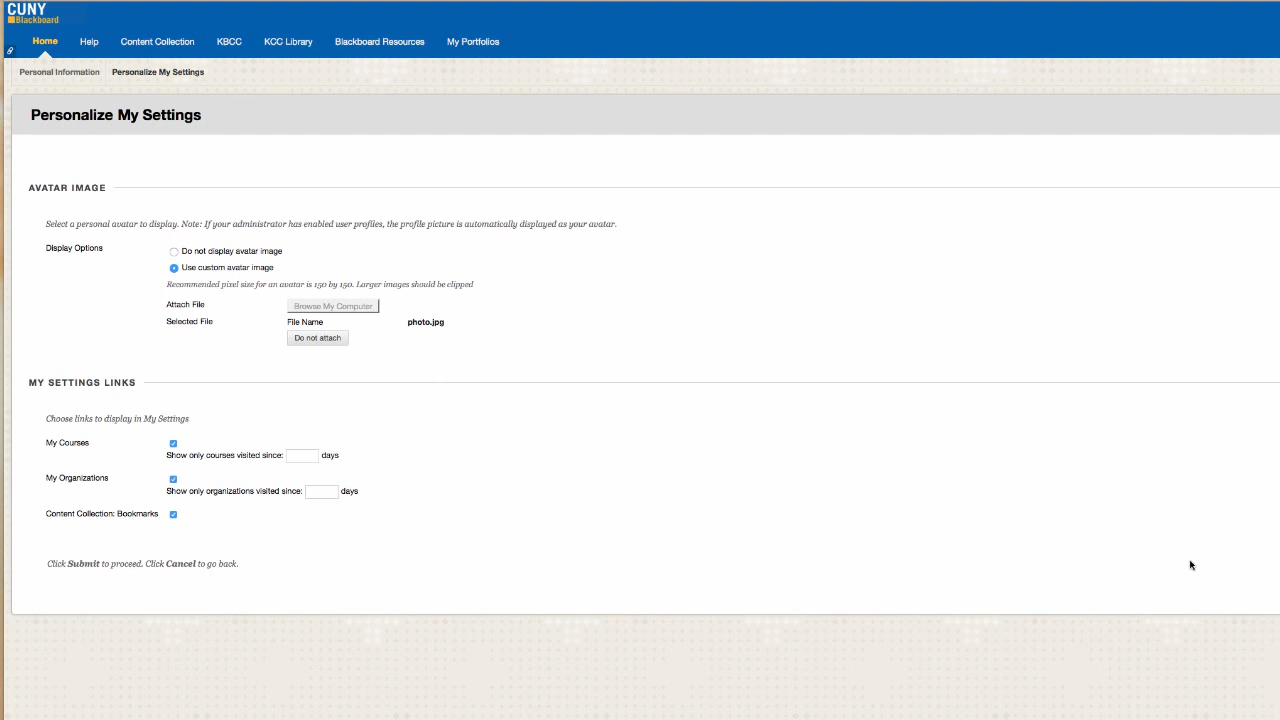 CUNY
Blackboard
Home Help Content Collection KBCC KCC Library Blackboard Resources My Portfolios
Personal Information Personalize My Settings
Personalize My Settings
AVATAR IMAGE
Select a personal avatar to display. Note: If your administrator has enabled user profiles, the profile picture is automatically displayed as your avatar.
Display Options
Do not display avatar image
Use custom avatar image
Recommended pixel size for an avatar is 150 by 150. Larger images should be clipped
Attach File Browse My Computer
Selected File File Name photo.jpg
Do not attach
MY SETTINGS LINKS
Choose links to display in My Settings
My Courses
Show only courses visited since: days
My Organizations
Show only organizations visited since: days
Content Collection: Bookmarks
Click Submit to proceed. Click Cancel to go back.